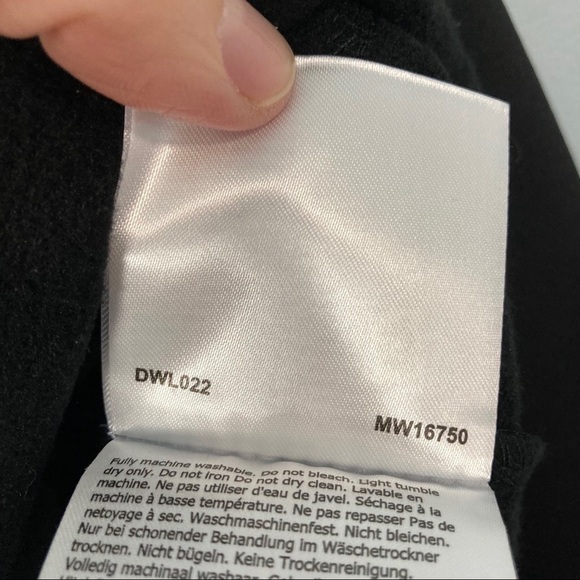 DWL022
MW16750
Fully machine washable. Do not bleach. Light tumble
dry only. Do not iron Do not dry clean. Lavable en
machine. Ne pas utiliser d'eau de javel. Séchage à la
machine à basse température. Ne pas repasser Pas de
netoyage à sec. Waschmaschinenfest. Nicht bleichen.
Nur bei schonender Behandlung im Wäschetrockner
trocknen. Nicht bügeln. Keine Trockenreinigung.
Volledig machinaal wasbaar.